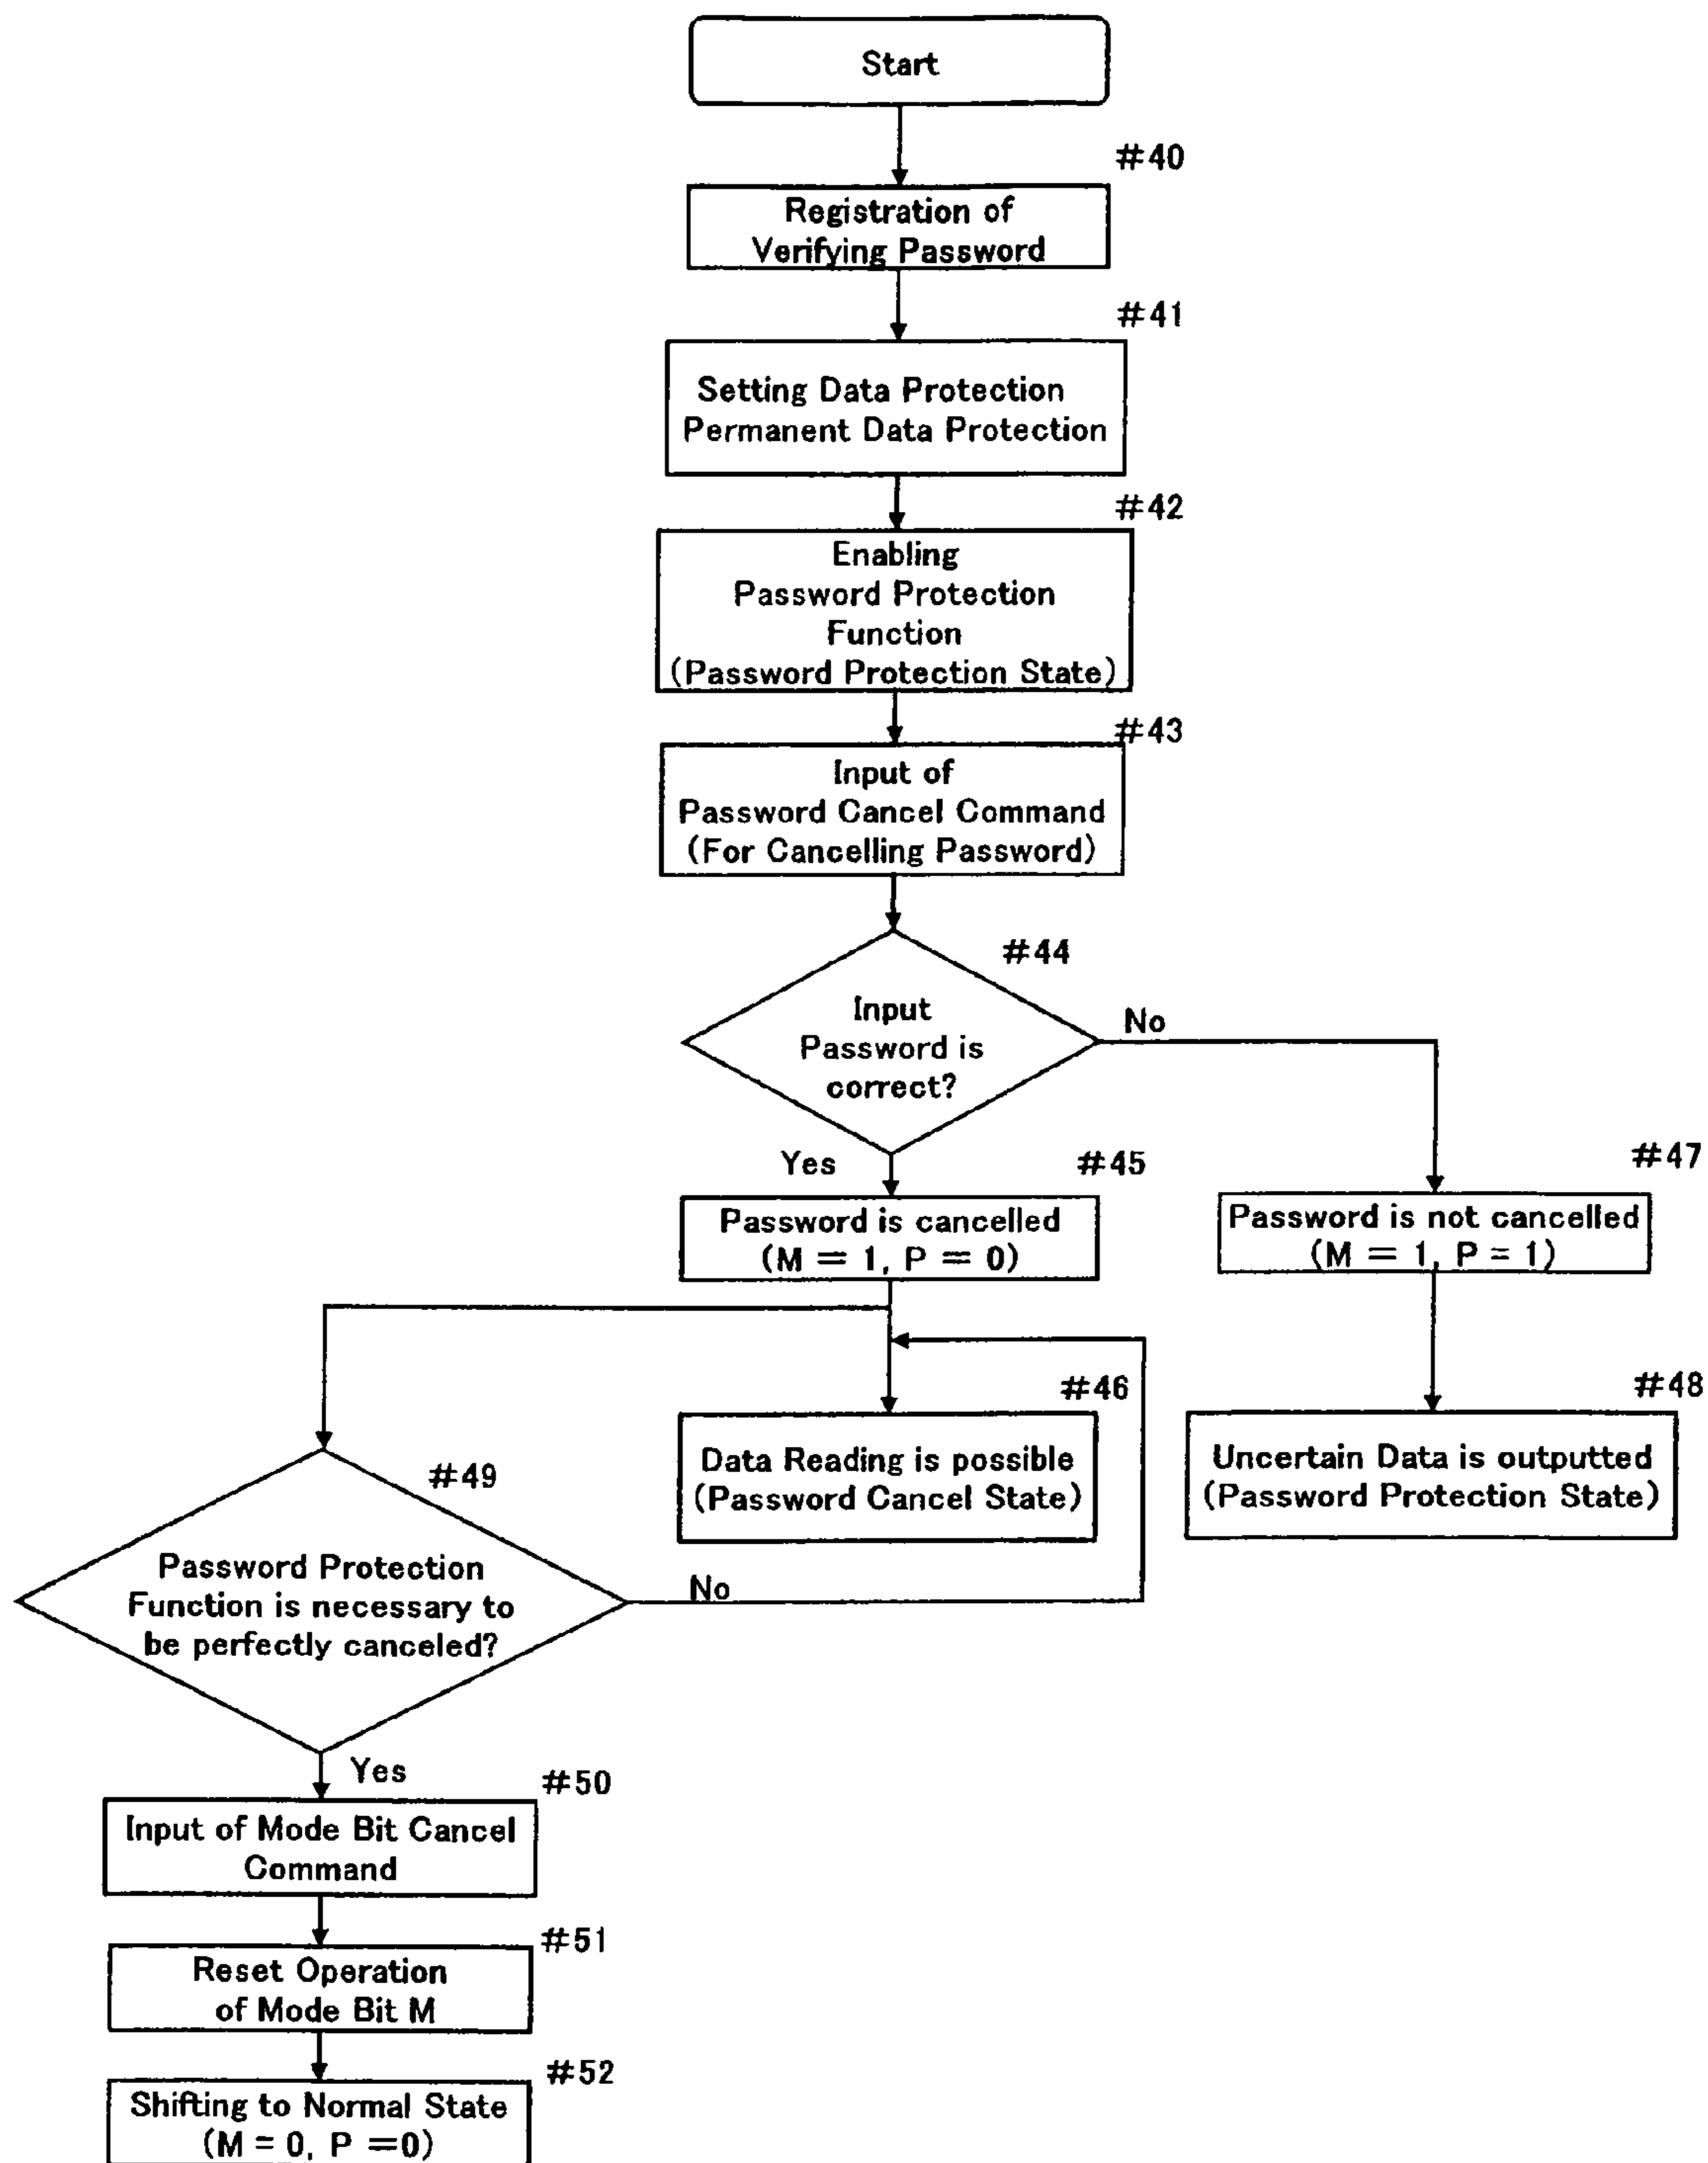 Start
#40
Registration of
Verifying Password
#41
Setting Data Protection
Permanent Data Protection
#42
Enabling
Password Protection
Function
(Password Protection State)
#43
Input of
Password Cancel Command
(For Cancelling Password)
#44
Input
Password is
correct?
No
Yes
#45
Password is cancelled
(M = 1, P = 0)
#47
Password is not cancelled
(M = 1, P = 1)
#46
Data Reading is possible
(Password Cancel State)
#48
Uncertain Data is outputted
(Password Protection State)
#49
Password Protection
Function is necessary to
be perfectly canceled?
No
Yes
#50
Input of Mode Bit Cancel
Command
#51
Reset Operation
of Mode Bit M
#52
Shifting to Normal State
(M = 0, P =0)